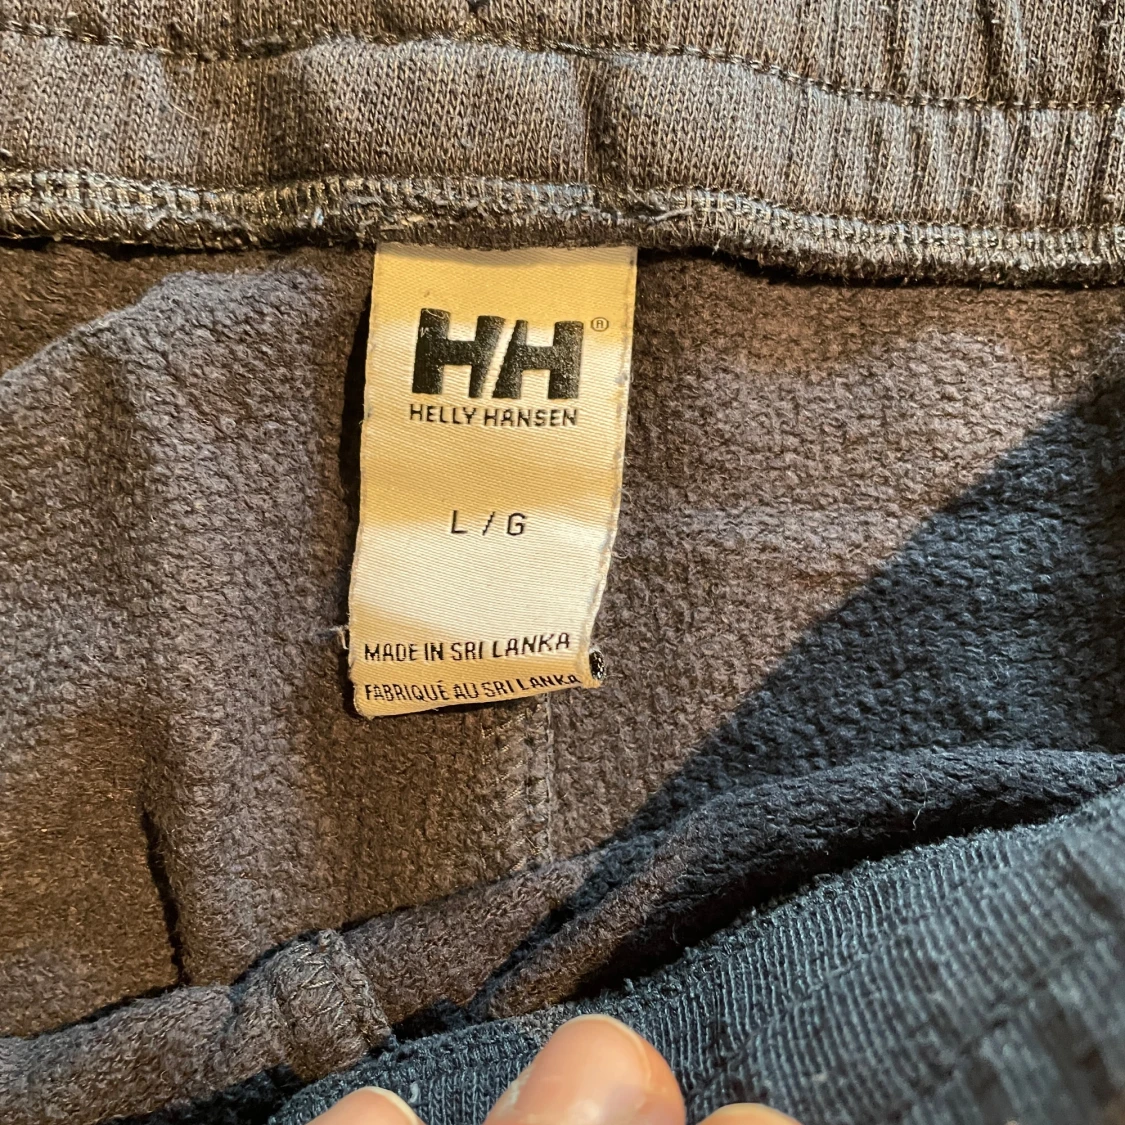 HH®
HELLY HANSEN
L / G
MADE IN SRI LANKA
FABRIQUÉ AU SRI LANKA